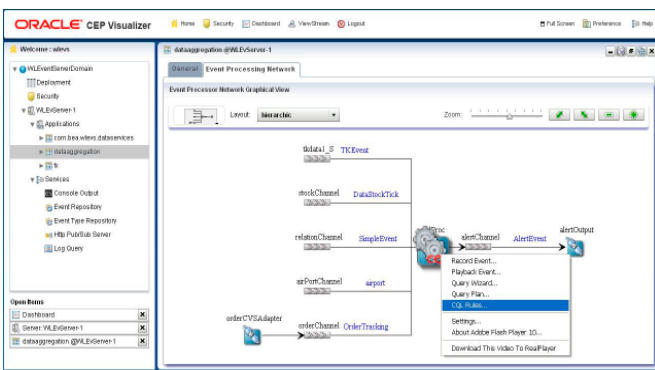 ORACLE CEP Visualizer
Home Security Dashboard ViewStream Logout
Full Screen Preference Help
Welcome : wlevs
WLEventServerDomain
Deployment
Security
WLEvServer-1
Applications
com.bea.wlevs.dataservices
dataaggregation
tk
Services
Console Output
Event Repository
Event Type Repository
Http Pub/Sub Server
Log Query
Open Items
Dashboard
Server: WLEvServer-1
dataaggregation @WLEvServer-1
dataaggregation @WLEvServer-1
General Event Processing Network
Event Processor Network Graphical View
Layout: hierarchic
Zoom:
tkdata1_S TKEvent
stockChannel DataStockTick
relationChannel SimpleEvent
airPortChannel airport
orderCVSAdapter
orderChannel OrderTracking
alertChannel AlertEvent alertOutput
Record Event...
Playback Event...
Query Wizard...
Query Plan...
CQL Rules...
Settings...
About Adobe Flash Player 10...
Download This Video To RealPlayer